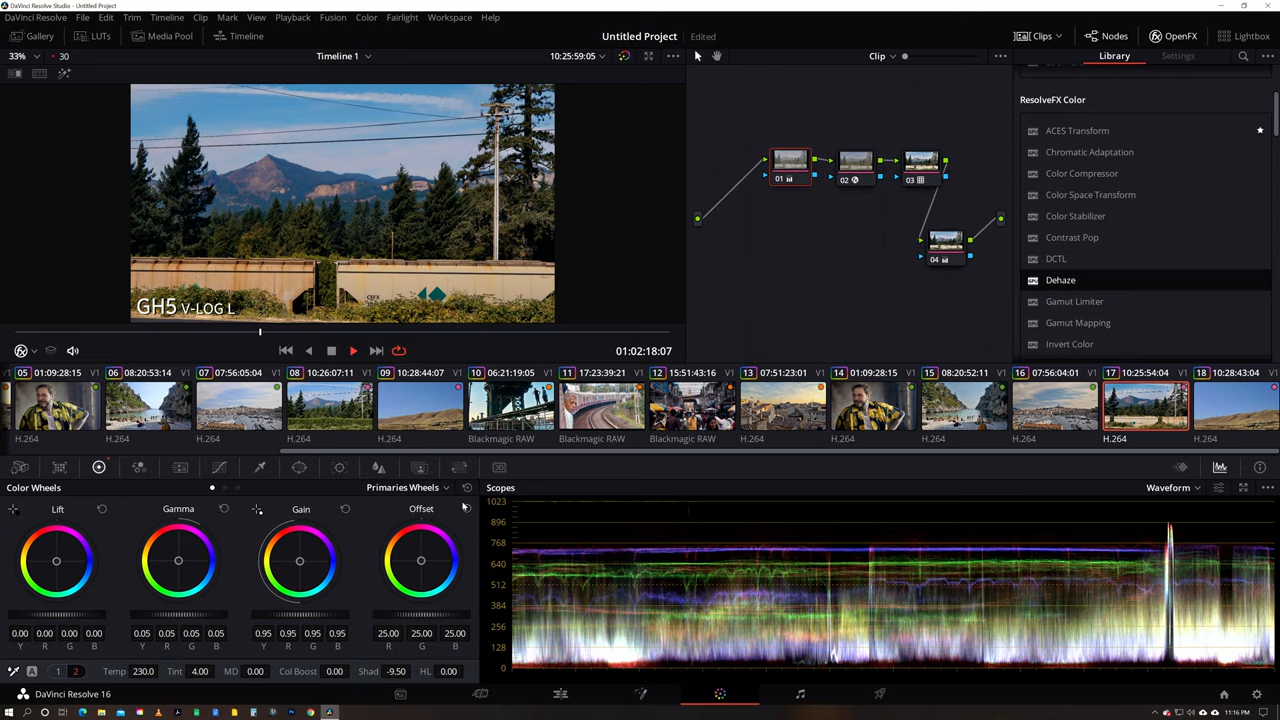 DaVinci Resolve Studio - Untitled Project
DaVinci Resolve File Edit Trim Timeline Clip Mark View Playback Fusion Color Fairlight Workspace Help
Gallery LUTs Media Pool Timeline Untitled Project Edited Clips Nodes OpenFX Lightbox
33% 30 Timeline 1 10:25:59:05 Clip Library Settings
ResolveFX Color
ACES Transform
Chromatic Adaptation
Color Compressor
Color Space Transform
Color Stabilizer
Contrast Pop
DCTL
Dehaze
Gamut Limiter
Gamut Mapping
Invert Color
01
02
03
04
GH5 V-LOG L
01:02:18:07
05 01:09:28:15 V1 06 08:20:53:14 V1 07 07:56:05:04 V1 08 10:26:07:11 V1 09 10:28:44:07 V1 10 06:21:19:05 V1 11 17:23:39:21 V1 12 15:51:43:16 V1 13 07:51:23:01 V1 14 01:09:28:15 V1 15 08:20:52:11 V1 16 07:56:04:01 V1 17 10:25:54:04 V1 18 10:28:43:04 V1
H.264 H.264 H.264 H.264 H.264 Blackmagic RAW Blackmagic RAW Blackmagic RAW H.264 H.264 H.264 H.264 H.264 H.264
3D
Color Wheels Primaries Wheels Scopes Waveform
Lift Gamma Gain Offset
1023
896
768
640
512
384
256
128
0
0.00 0.00 0.00 0.00 0.05 0.05 0.05 0.05 0.95 0.95 0.95 0.95 25.00 25.00 25.00
Y R G B Y R G B Y R G B R G B
A 1 2 Temp 230.0 Tint 4.00 MD 0.00 Col Boost 0.00 Shad -9.50 HL 0.00
DaVinci Resolve 16
11:16 PM